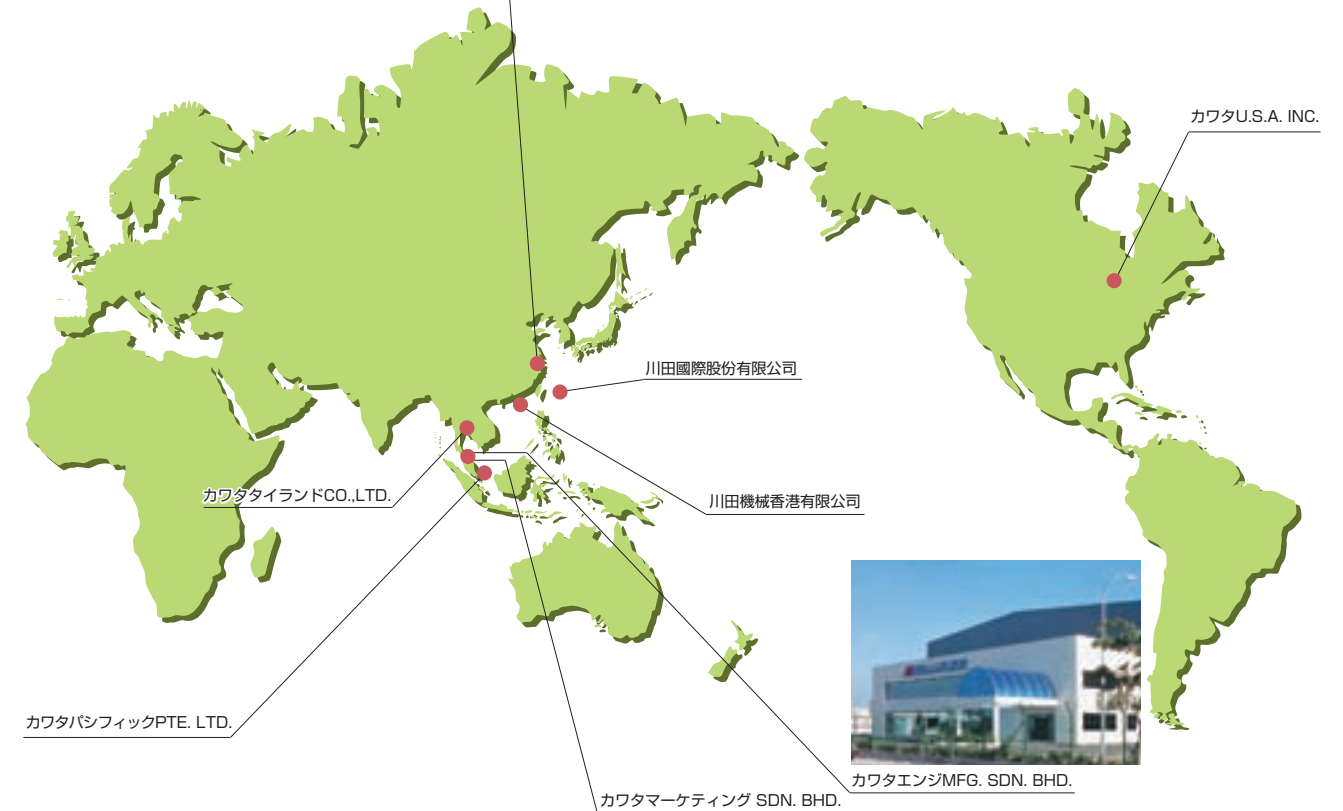 カワタU.S.A. INC.
川田國際股份有限公司
カワタタイランドCO.,LTD.
川田機械香港有限公司
カワタパシフィックPTE. LTD.
カワタエンジMFG. SDN. BHD.
カワタマーケティング SDN. BHD.